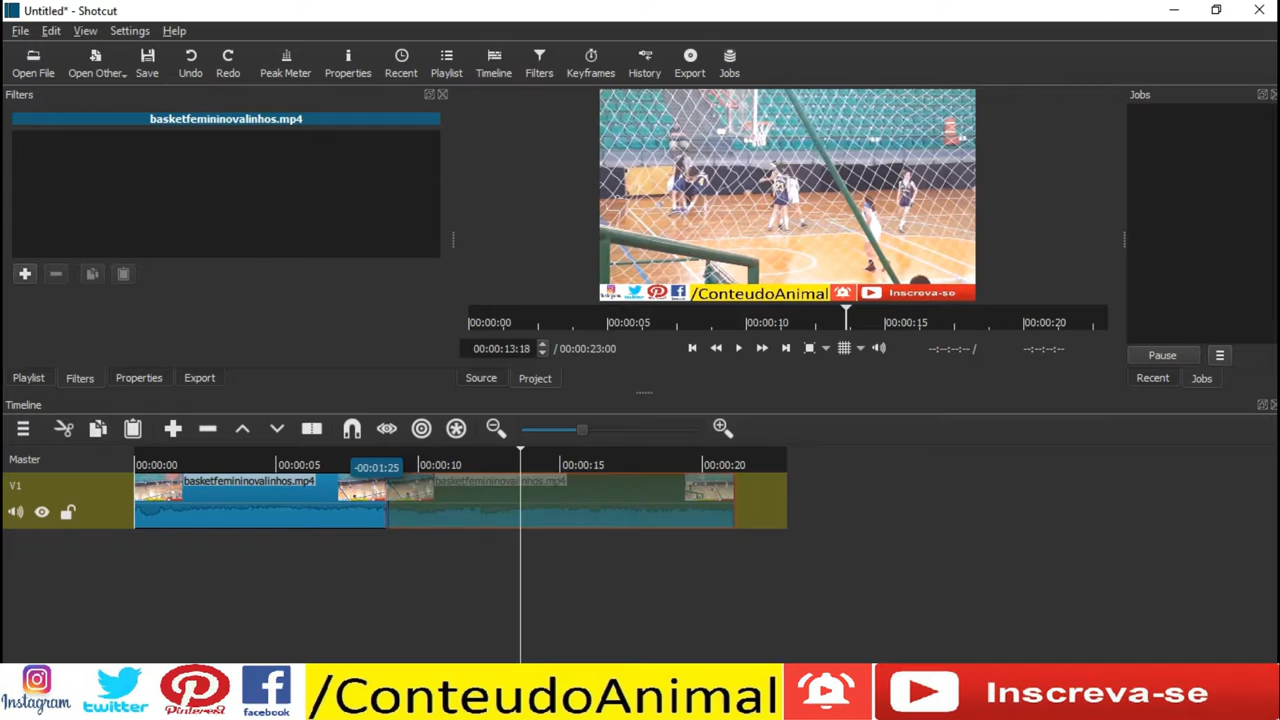 Untitled* - Shotcut
File Edit View Settings Help
Open File Open Other Save Undo Redo Peak Meter Properties Recent Playlist Timeline Filters Keyframes History Export Jobs
Filters
Jobs
basketfemininovalinhos.mp4
Instagram /ConteudoAnimal Inscreva-se
00:00:00 00:00:05 00:00:10 00:00:15 00:00:20
00:00:13:18 / 00:00:23:00 --:--:--:-- / --:--:--:--
Pause
Playlist Filters Properties Export Source Project Recent Jobs
Timeline
Master 00:00:00 00:00:05 -00:01:25 00:00:10 00:00:15 00:00:20
V1 basketfemininovalinhos.mp4 basketfemininovalinhos.mp4
Instagram twitter Pinterest facebook /ConteudoAnimal Inscreva-se